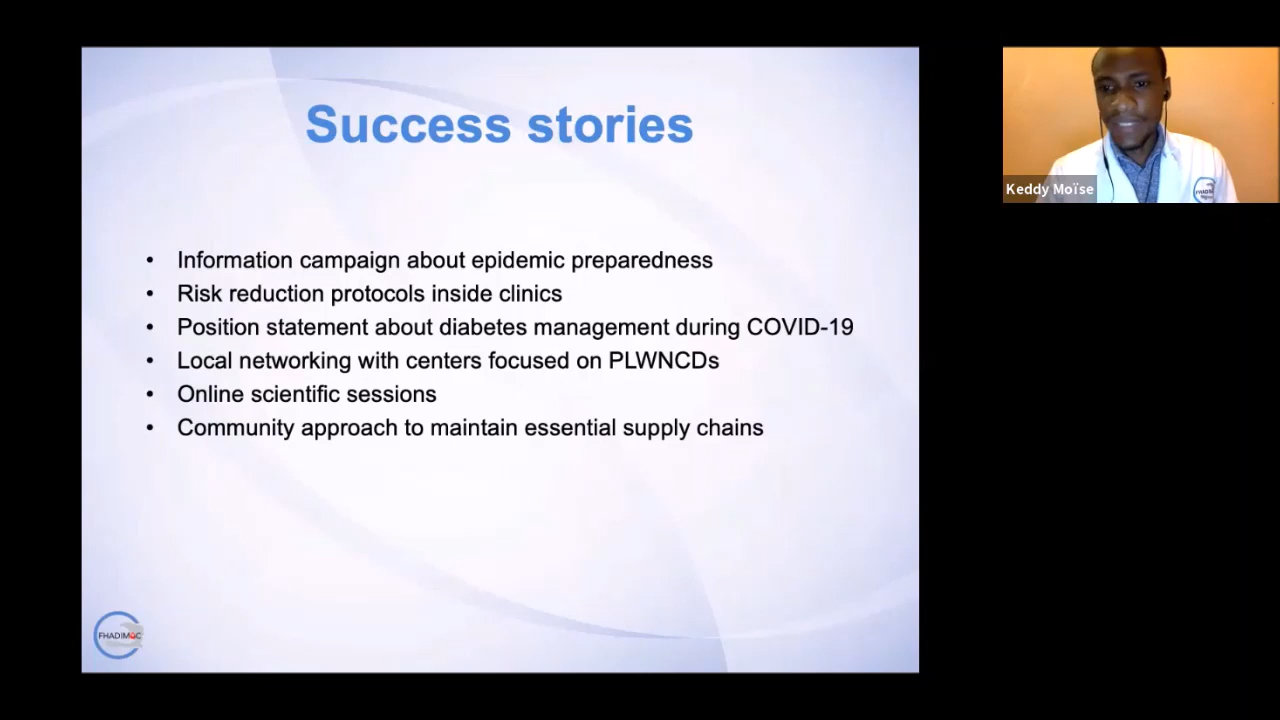 Success stories
• Information campaign about epidemic preparedness
• Risk reduction protocols inside clinics
• Position statement about diabetes management during COVID-19
• Local networking with centers focused on PLWNCDs
• Online scientific sessions
• Community approach to maintain essential supply chains
FHADIMAC
Keddy Moïse